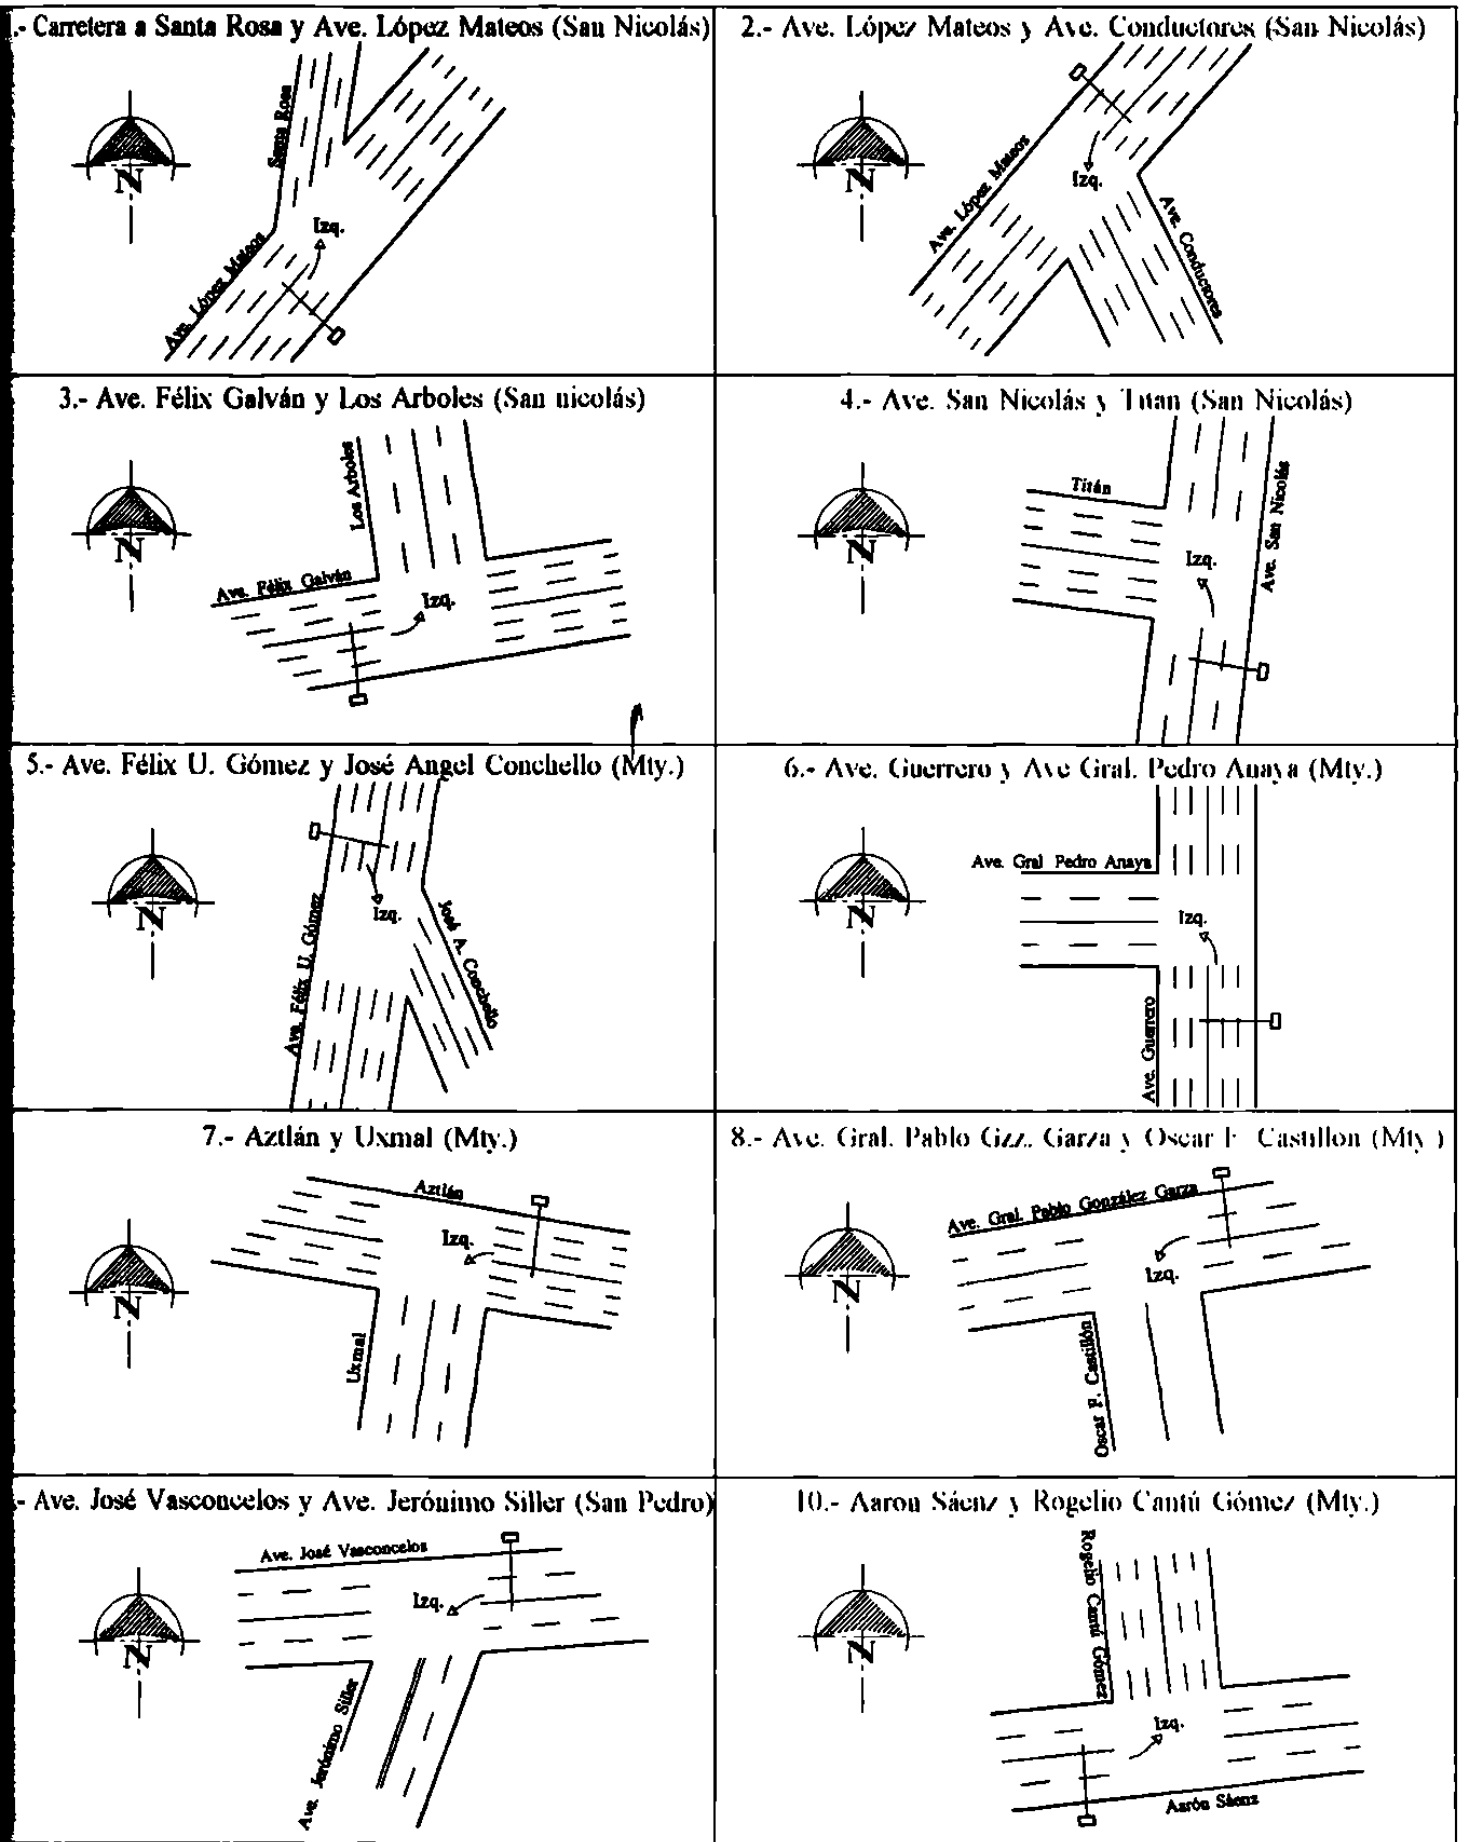 .- Carretera a Santa Rosa y Ave. López Mateos (San Nicolás)
Santa Rosa
N
Izq.
Ave. López Mateos
2.- Ave. López Mateos y Ave. Conductores (San Nicolás)
N
Ave. López Mateos
Izq.
Ave. Conductores
3.- Ave. Félix Galván y Los Arboles (San nicolás)
Los Arboles
N
Ave. Félix Galván
Izq.
4.- Ave. San Nicolás y Titan (San Nicolás)
Titán
N
Ave. San Nicolás
Izq.
5.- Ave. Félix U. Gómez y José Angel Conchello (Mty.)
N
Izq.
Ave. Félix U. Gómez
José A. Conchello
6.- Ave. Guerrero y Ave Gral. Pedro Anaya (Mty.)
Ave. Gral Pedro Anaya
N
Izq.
Ave. Guerrero
7.- Aztlán y Uxmal (Mty.)
Aztlán
N
Izq.
Uxmal
8.- Ave. Gral. Pablo Gzz. Garza y Oscar F. Castillon (Mty.)
Ave. Gral. Pablo González Garza
N
Izq.
Oscar F. Castillón
- Ave. José Vasconcelos y Ave. Jerónimo Siller (San Pedro)
Ave. José Vasconcelos
N
Izq.
Ave. Jerónimo Siller
10.- Aaron Sáenz y Rogelio Cantú Gómez (Mty.)
Rogelio Cantú Gómez
N
Izq.
Aarón Sáenz